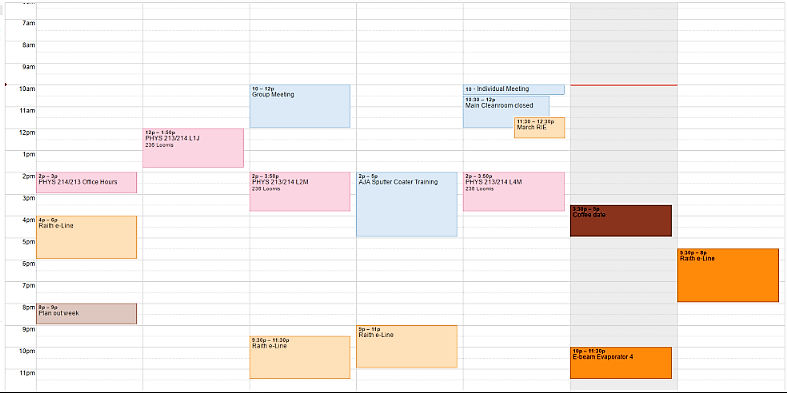 7am
8am
9am
10am
11am
12pm
1pm
2pm
3pm
4pm
5pm
6pm
7pm
8pm
9pm
10pm
11pm
2p – 3p
PHYS 214/213 Office Hours
4p – 6p
Raith e-Line
8p – 9p
Plan out week
12p – 1:50p
PHYS 213/214 L1J
236 Looms
10 – 12p
Group Meeting
2p – 3:50p
PHYS 213/214 L2M
236 Looms
9:30p – 11:30p
Raith e-Line
2p – 5p
AJA Sputter Coater Training
9p – 11p
Raith e-Line
10 - Individual Meeting
10:30 – 12p
Main Cleanroom closed
11:30 – 12:30p
March RIE
2p – 3:50p
PHYS 213/214 L4M
236 Looms
3:30p – 5p
Coffee date
10p – 11:30p
E-beam Evaporator 4
5:30p – 8p
Raith e-Line